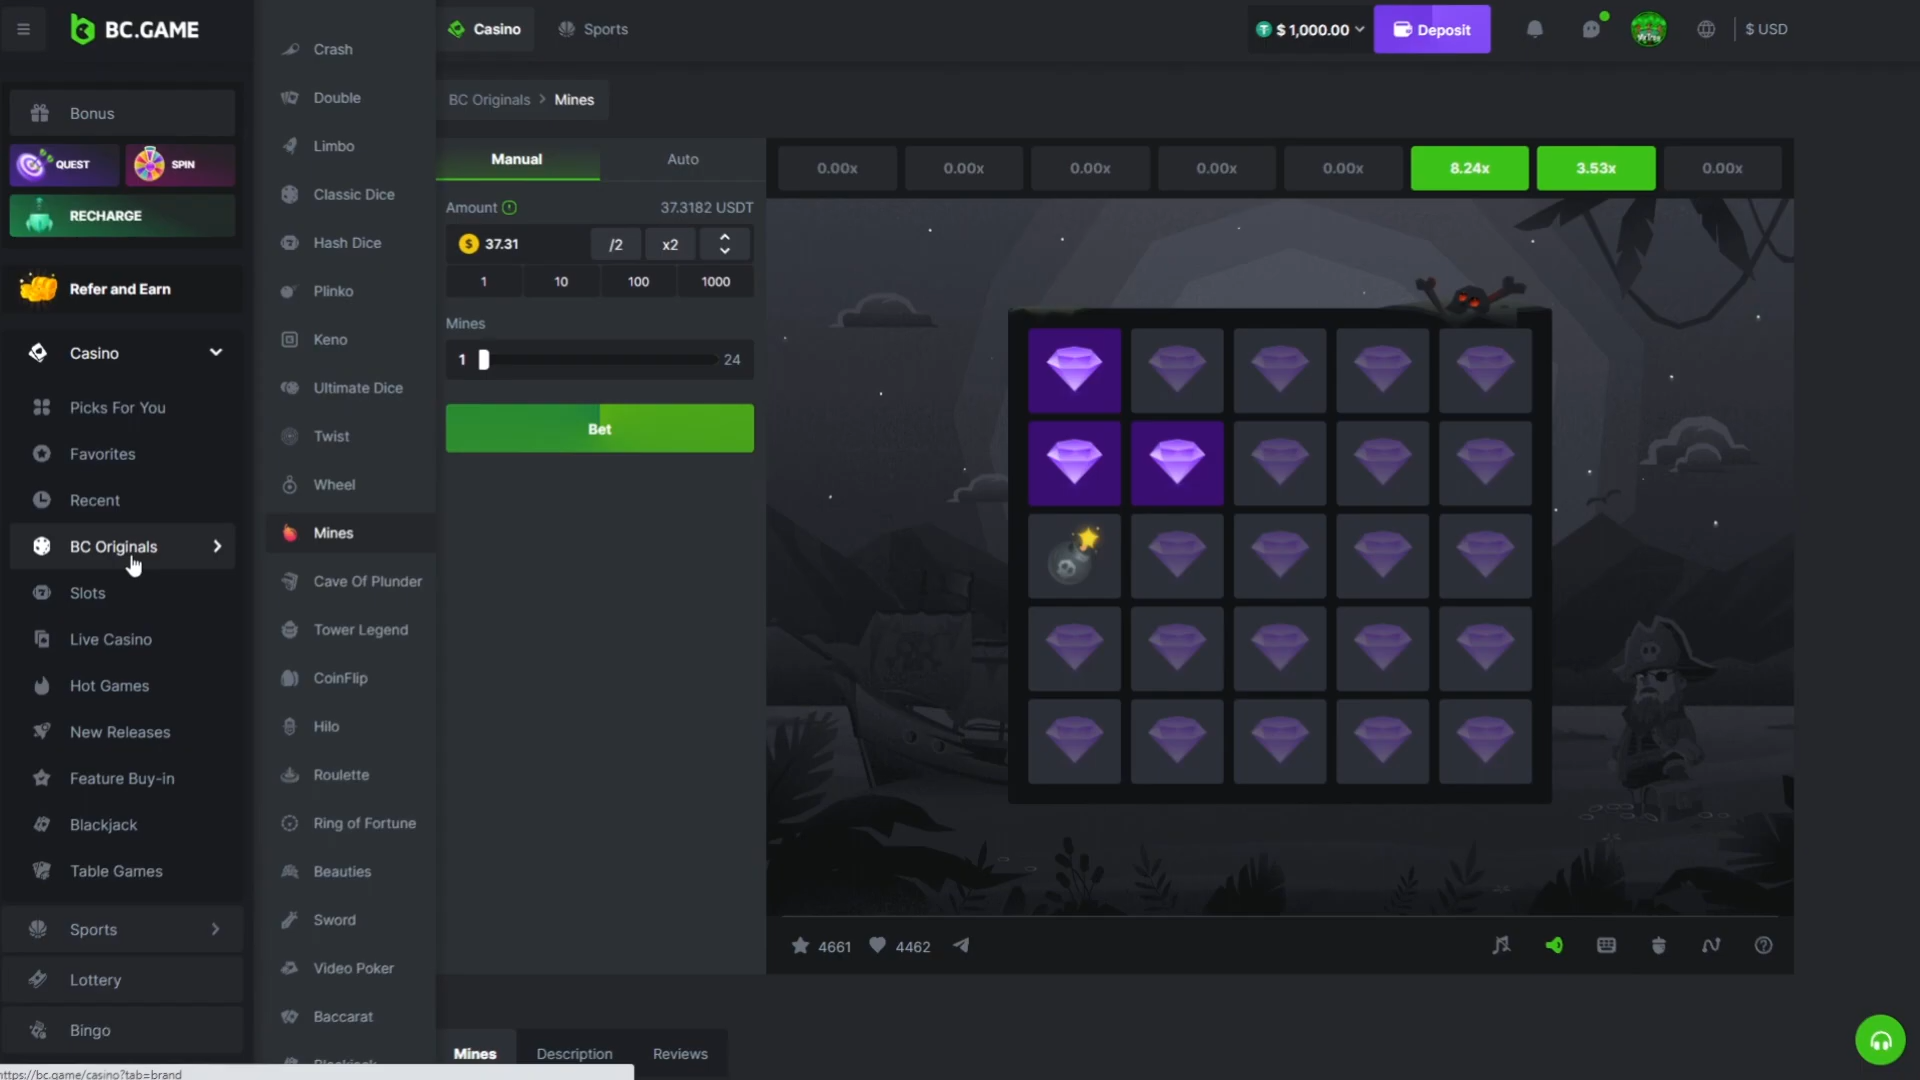 BC.GAME
Casino
Sports
$ 1,000.00
Deposit
$ USD
Bonus
QUEST
SPIN
RECHARGE
Refer and Earn
Casino
Picks For You
Favorites
Recent
BC Originals
Slots
Live Casino
Hot Games
New Releases
Feature Buy-in
Blackjack
Table Games
Sports
Lottery
Bingo
https://bc.game/casino?tab=brand
Crash
Double
Limbo
Classic Dice
Hash Dice
Plinko
Keno
Ultimate Dice
Twist
Wheel
Mines
Cave Of Plunder
Tower Legend
CoinFlip
Hilo
Roulette
Ring of Fortune
Beauties
Sword
Video Poker
Baccarat
BC Originals > Mines
Manual
Auto
Amount
37.3182 USDT
37.31
/2
x2
1
10
100
1000
Mines
1
24
Bet
0.00x
0.00x
0.00x
0.00x
0.00x
8.24x
3.53x
0.00x
4661
4462
Mines
Description
Reviews